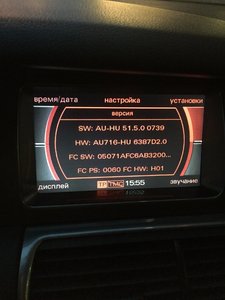 время/дата настройка установки
версия
SW: AU-HU 51.5.0 0739
HW: AU716-HU 6387D2.0
FC SW: 05071AFC6AB3200...
FC PS: 0060 FC HW: H01
дисплей TP TMC 15:55 звучание